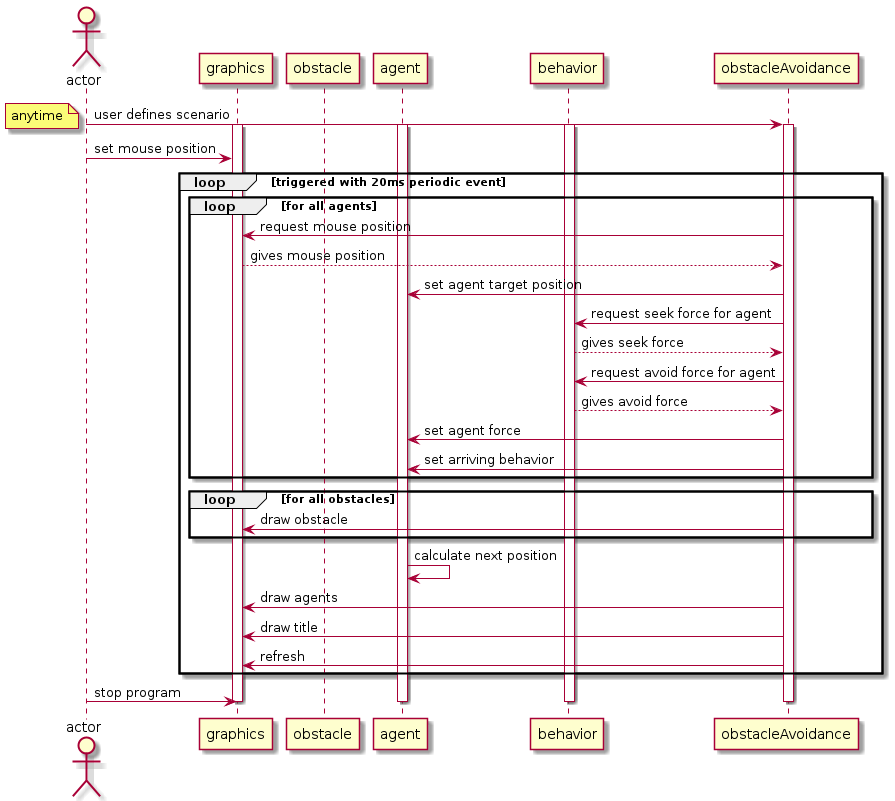 actor
graphics obstacle agent behavior obstacleAvoidance
anytime user defines scenario
set mouse position
loop [triggered with 20ms periodic event]
loop [for all agents]
request mouse position
gives mouse position
set agent target position
request seek force for agent
gives seek force
request avoid force for agent
gives avoid force
set agent force
set arriving behavior
loop [for all obstacles]
draw obstacle
calculate next position
draw agents
draw title
refresh
stop program
actor
graphics obstacle agent behavior obstacleAvoidance